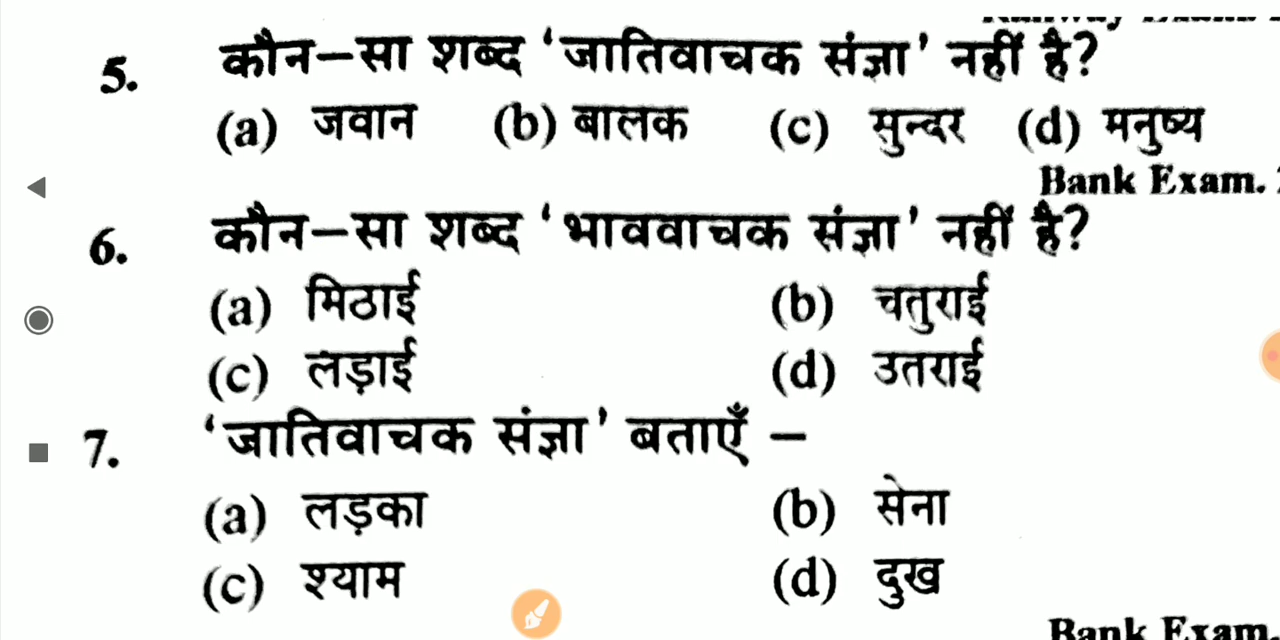 5. कौन–सा शब्द ‘जातिवाचक संज्ञा’ नहीं है?
(a) जवान (b) बालक (c) सुन्दर (d) मनुष्य
Bank Exam.
6. कौन–सा शब्द ‘भाववाचक संज्ञा’ नहीं है?
(a) मिठाई (b) चतुराई
(c) लड़ाई (d) उतराई
7. ‘जातिवाचक संज्ञा’ बताएँ –
(a) लड़का (b) सेना
(c) श्याम (d) दुख
Bank Exam.